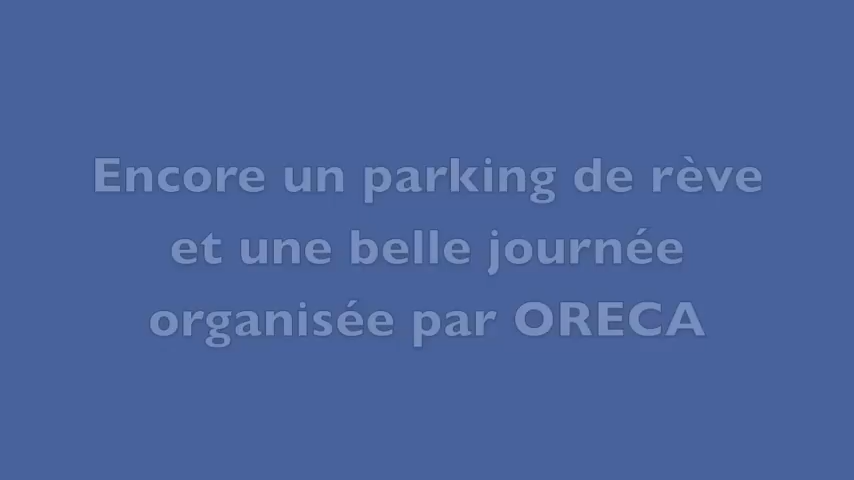 Encore un parking de rève
et une belle journée
organisée par ORECA